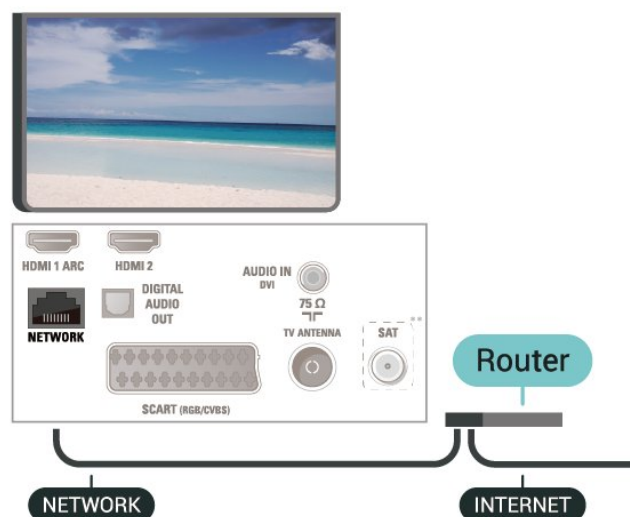 HDMI 1 ARC
HDMI 2
NETWORK
DIGITAL
AUDIO
OUT
AUDIO IN
DVI
75 Ω
TV ANTENNA
SAT
**
SCART (RGB/CVBS)
Router
NETWORK
INTERNET